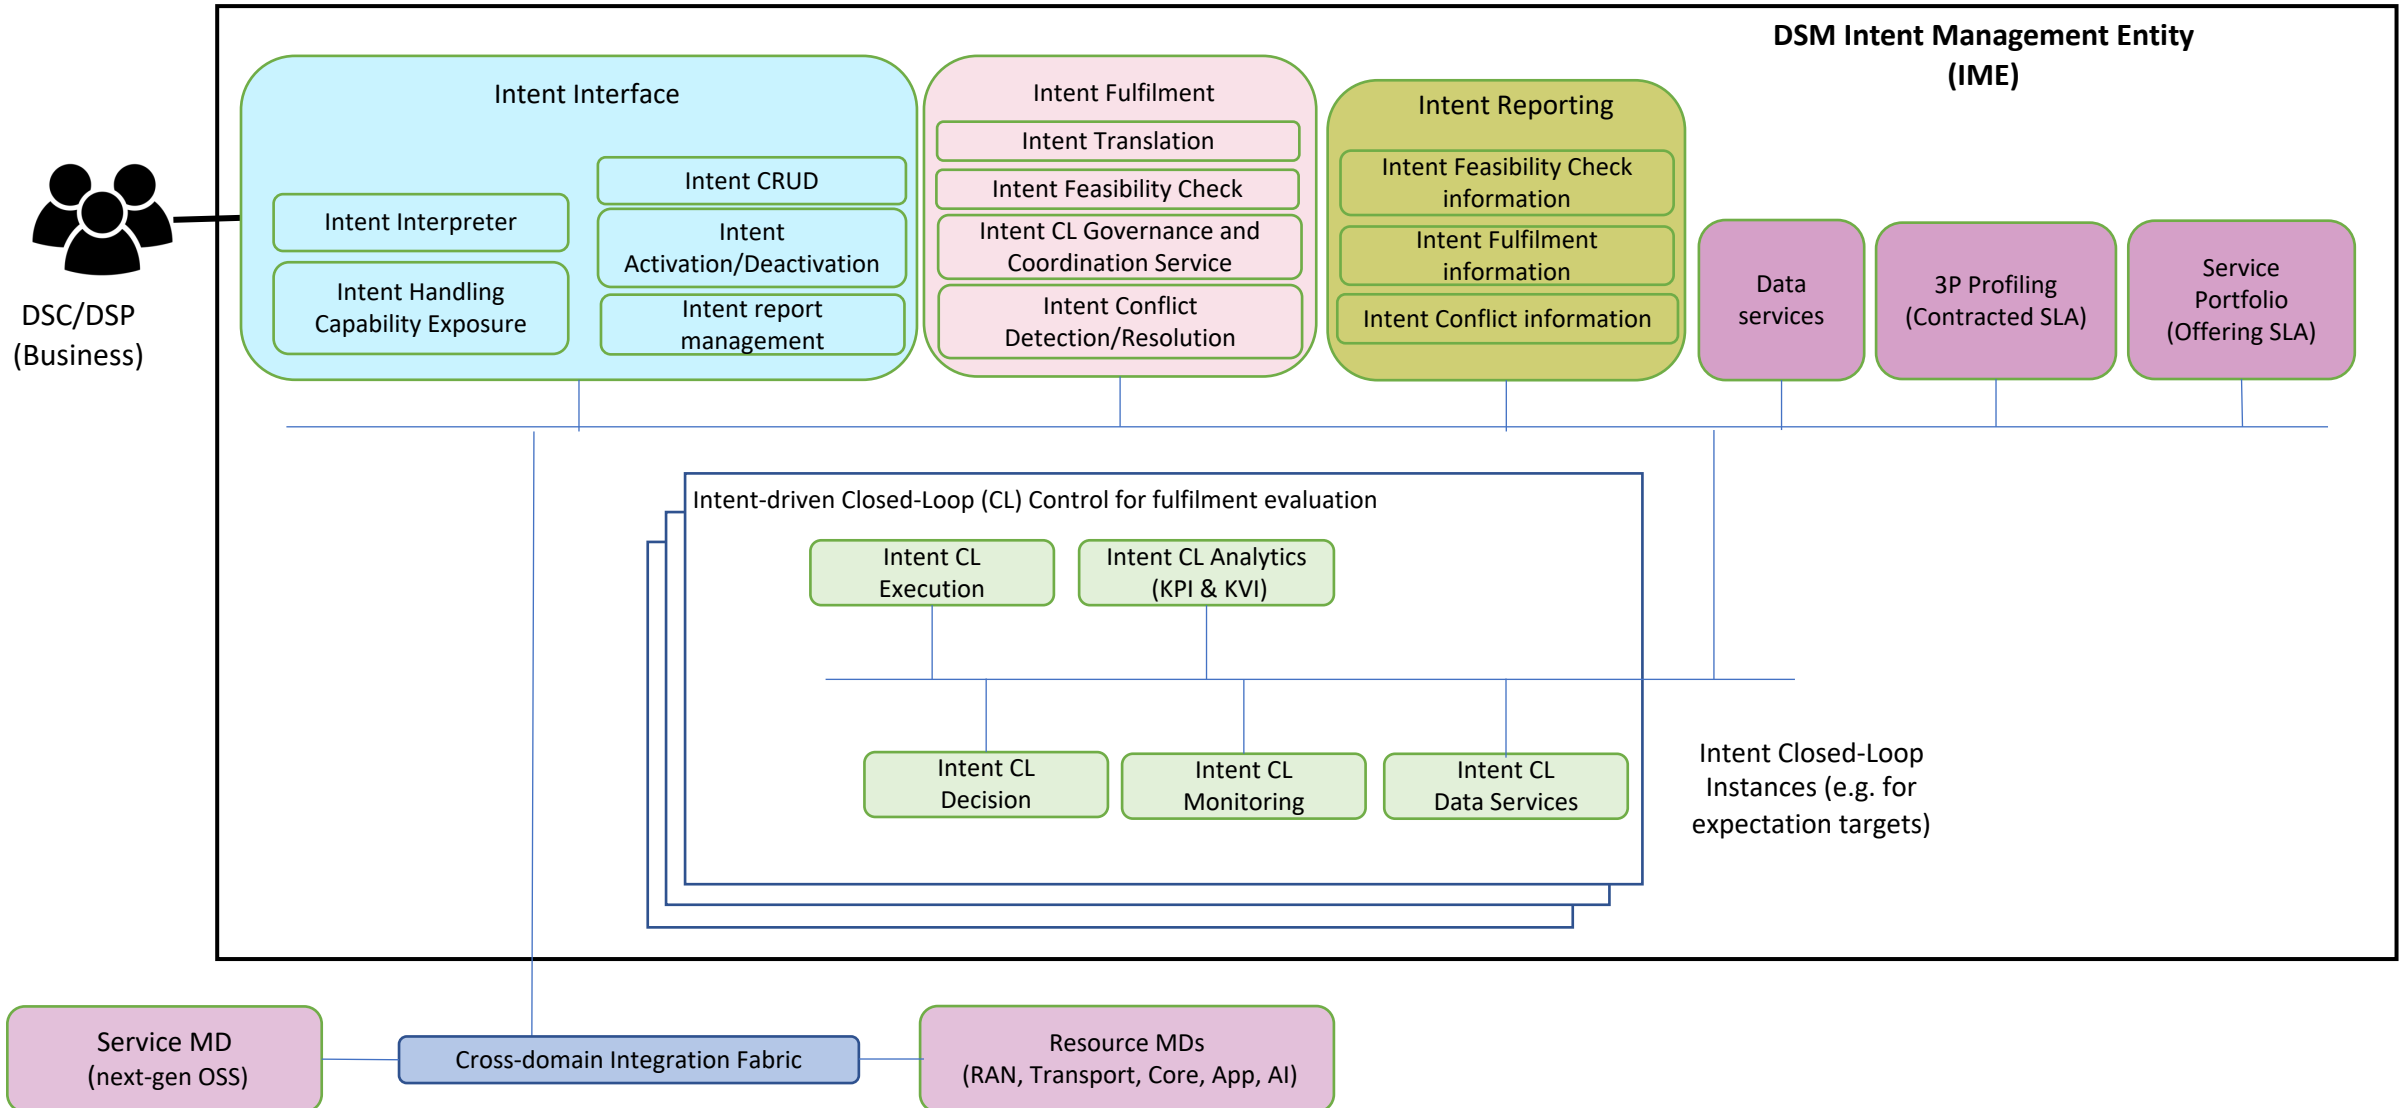 DSM Intent Management Entity
(IME)
DSC/DSP
(Business)
Intent Interface
Intent Interpreter
Intent Handling
Capability Exposure
Intent CRUD
Intent
Activation/Deactivation
Intent report
management
Intent Fulfilment
Intent Translation
Intent Feasibility Check
Intent CL Governance and
Coordination Service
Intent Conflict
Detection/Resolution
Intent Reporting
Intent Feasibility Check
information
Intent Fulfilment
information
Intent Conflict information
Data
services
3P Profiling
(Contracted SLA)
Service
Portfolio
(Offering SLA)
Intent-driven Closed-Loop (CL) Control for fulfilment evaluation
Intent CL
Execution
Intent CL Analytics
(KPI & KVI)
Intent CL
Decision
Intent CL
Monitoring
Intent CL
Data Services
Intent Closed-Loop
Instances (e.g. for
expectation targets)
Service MD
(next-gen OSS)
Cross-domain Integration Fabric
Resource MDs
(RAN, Transport, Core, App, AI)